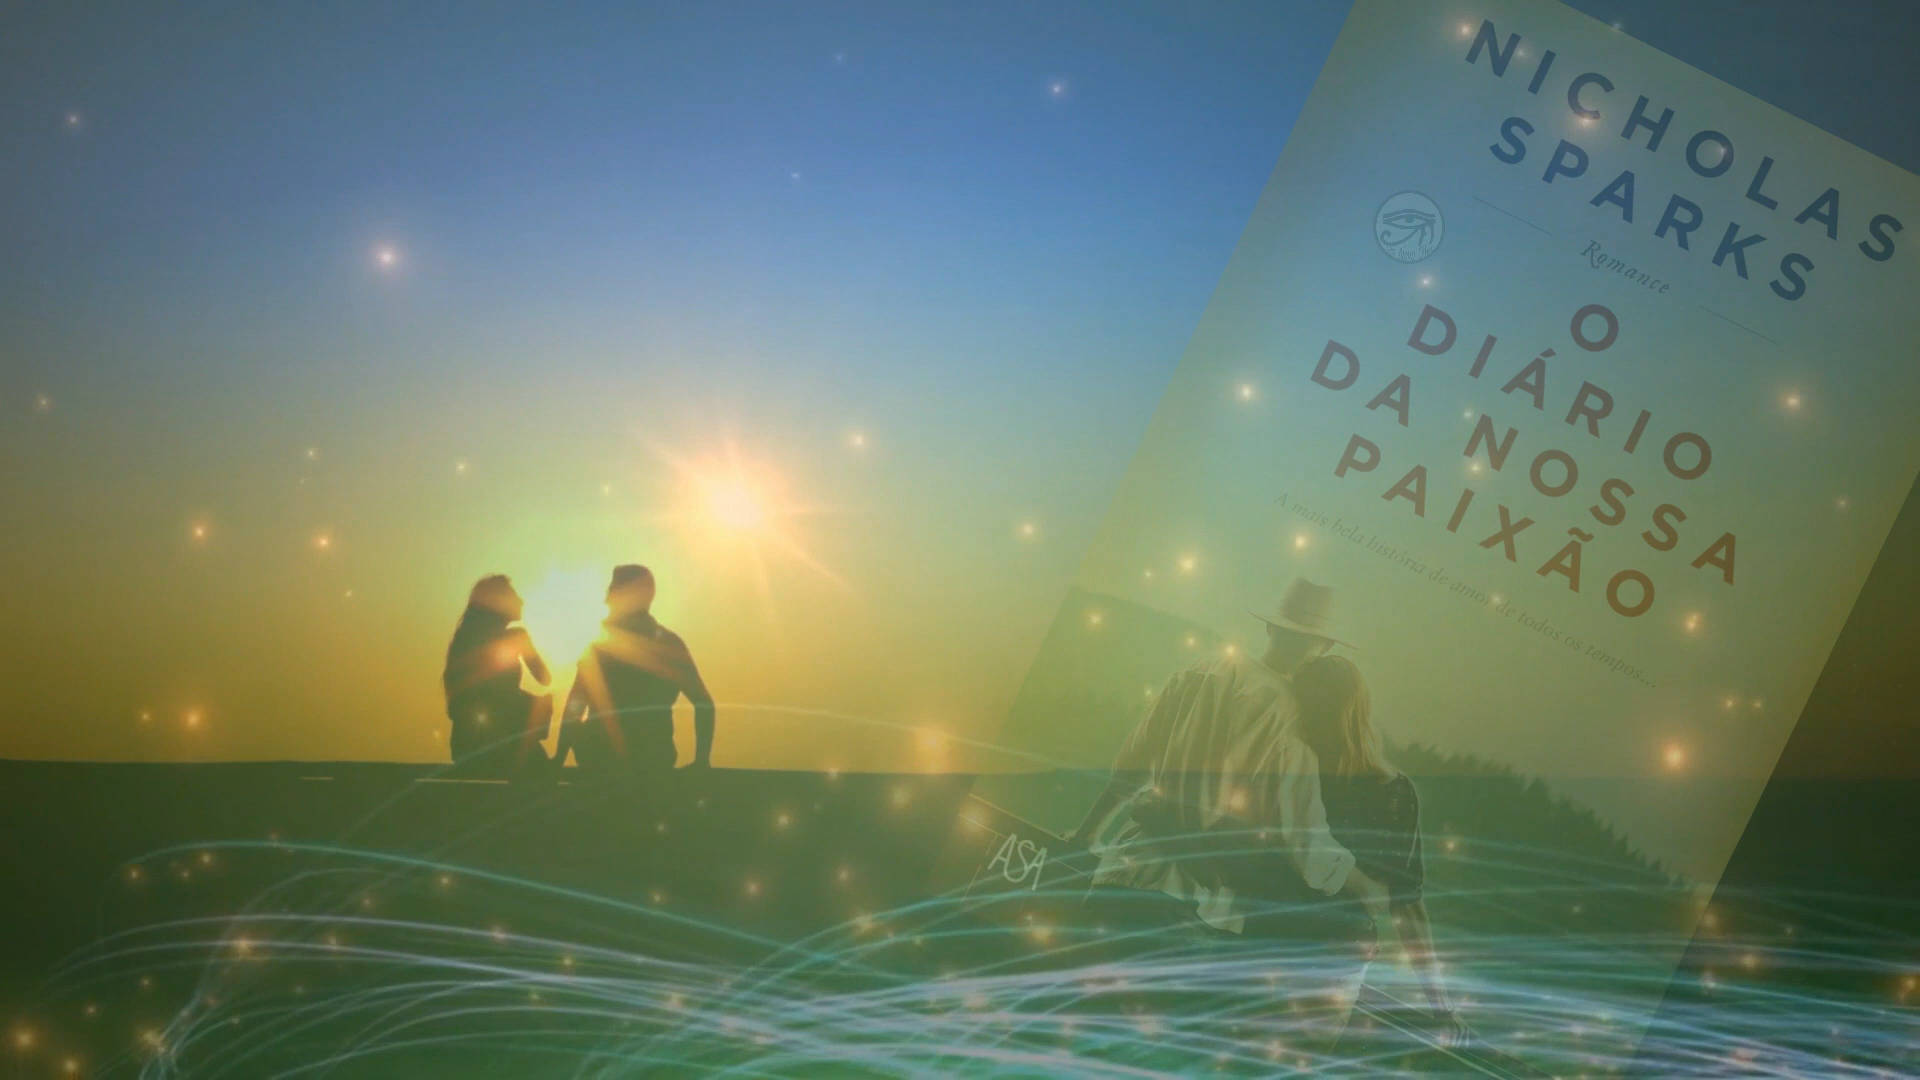 NICHOLAS
SPARKS
Romance
O
DIÁRIO
DA NOSSA
PAIXÃO
A mais bela história de amor de todos os tempos...
ASA